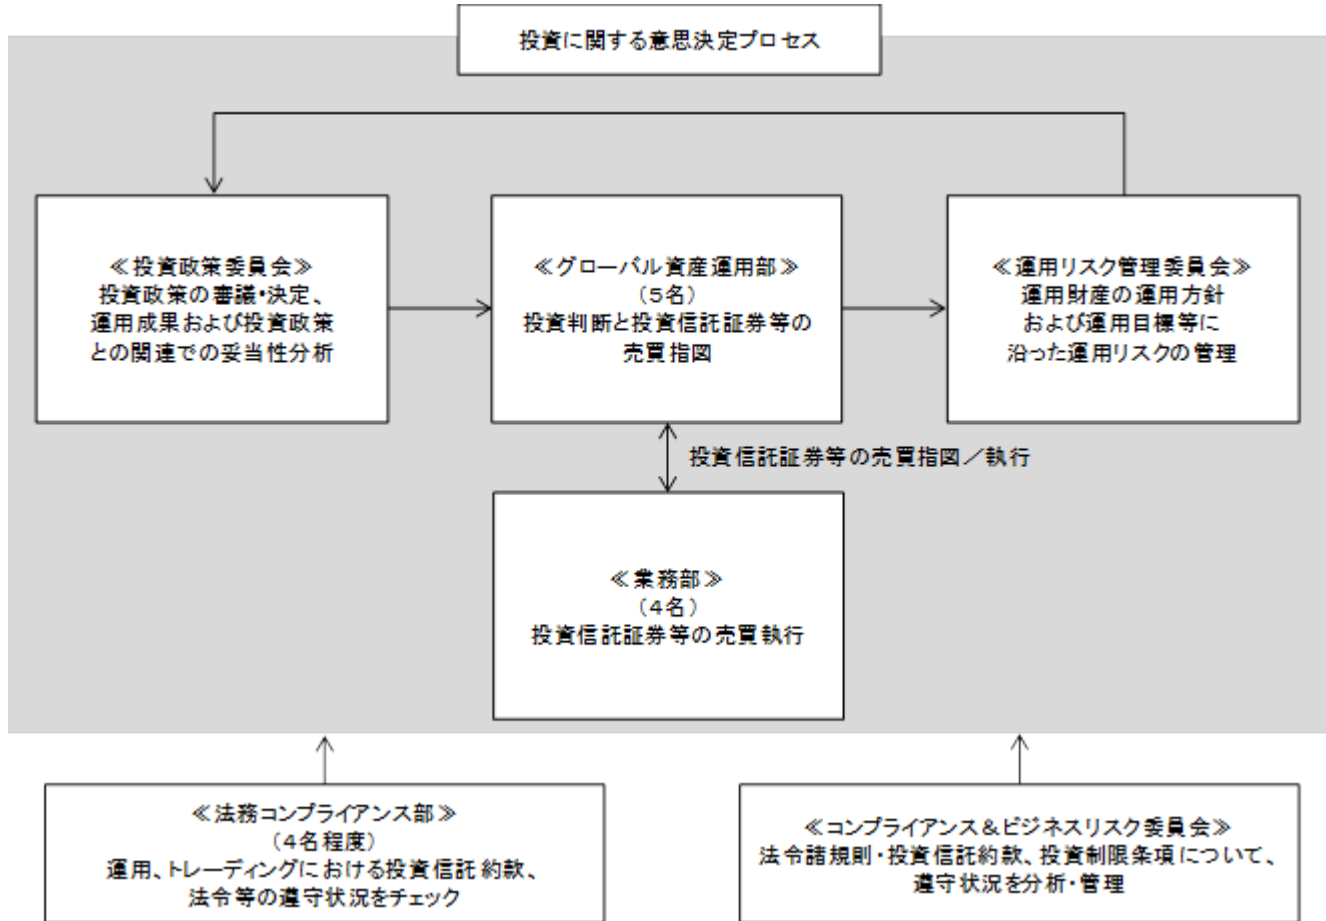 投資に関する意思決定プロセス
≪投資政策委員会≫
投資政策の審議・決定、
運用成果および投資政策
との関連での妥当性分析
≪グローバル資産運用部≫
(5名)
投資判断と投資信託証券等の
売買指図
≪運用リスク管理委員会≫
運用財産の運用方針
および運用目標等に
沿った運用リスクの管理
投資信託証券等の売買指図/執行
≪業務部≫
(4名)
投資信託証券等の売買執行
≪法務コンプライアンス部≫
(4名程度)
運用、トレーディングにおける投資信託約款、
法令等の遵守状況をチェック
≪コンプライアンス&ビジネスリスク委員会≫
法令諸規則・投資信託約款、投資制限条項について、
遵守状況を分析・管理